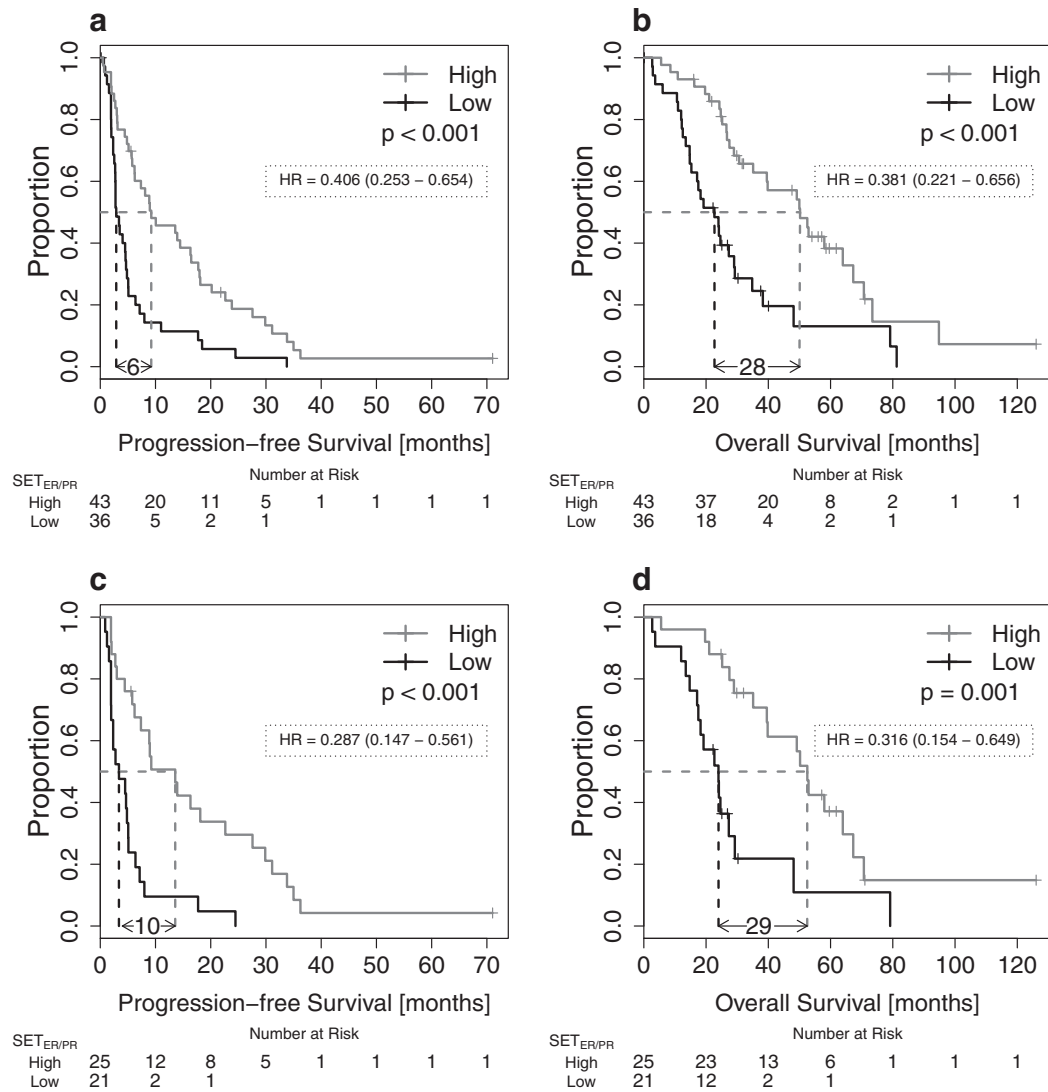 a
1.0
0.8
0.6
0.4
0.2
0.0
Proportion
High
Low
p < 0.001
HR = 0.406 (0.253 – 0.654)
6
0 10 20 30 40 50 60 70
Progression–free Survival [months]
Number at Risk
SETER/PR
High 43 20 11 5 1 1 1 1
Low 36 5 2 1
b
1.0
0.8
0.6
0.4
0.2
0.0
Proportion
High
Low
p < 0.001
HR = 0.381 (0.221 – 0.656)
28
0 20 40 60 80 100 120
Overall Survival [months]
Number at Risk
SETER/PR
High 43 37 20 8 2 1 1
Low 36 18 4 2 1
c
1.0
0.8
0.6
0.4
0.2
0.0
Proportion
High
Low
p < 0.001
HR = 0.287 (0.147 – 0.561)
10
0 10 20 30 40 50 60 70
Progression–free Survival [months]
Number at Risk
SETER/PR
High 25 12 8 5 1 1 1 1
Low 21 2 1
d
1.0
0.8
0.6
0.4
0.2
0.0
Proportion
High
Low
p = 0.001
HR = 0.316 (0.154 – 0.649)
29
0 20 40 60 80 100 120
Overall Survival [months]
Number at Risk
SETER/PR
High 25 23 13 6 1 1 1
Low 21 12 2 1